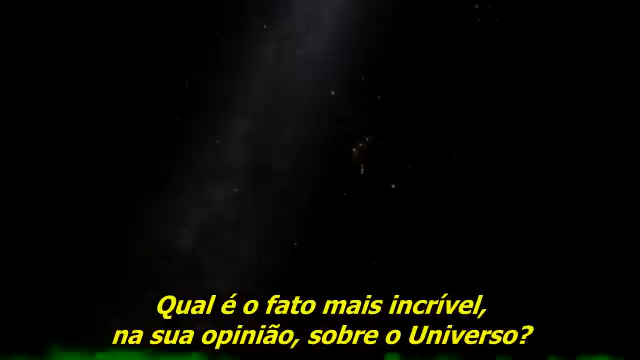 Qual é o fato mais incrível,
na sua opinião, sobre o Universo?